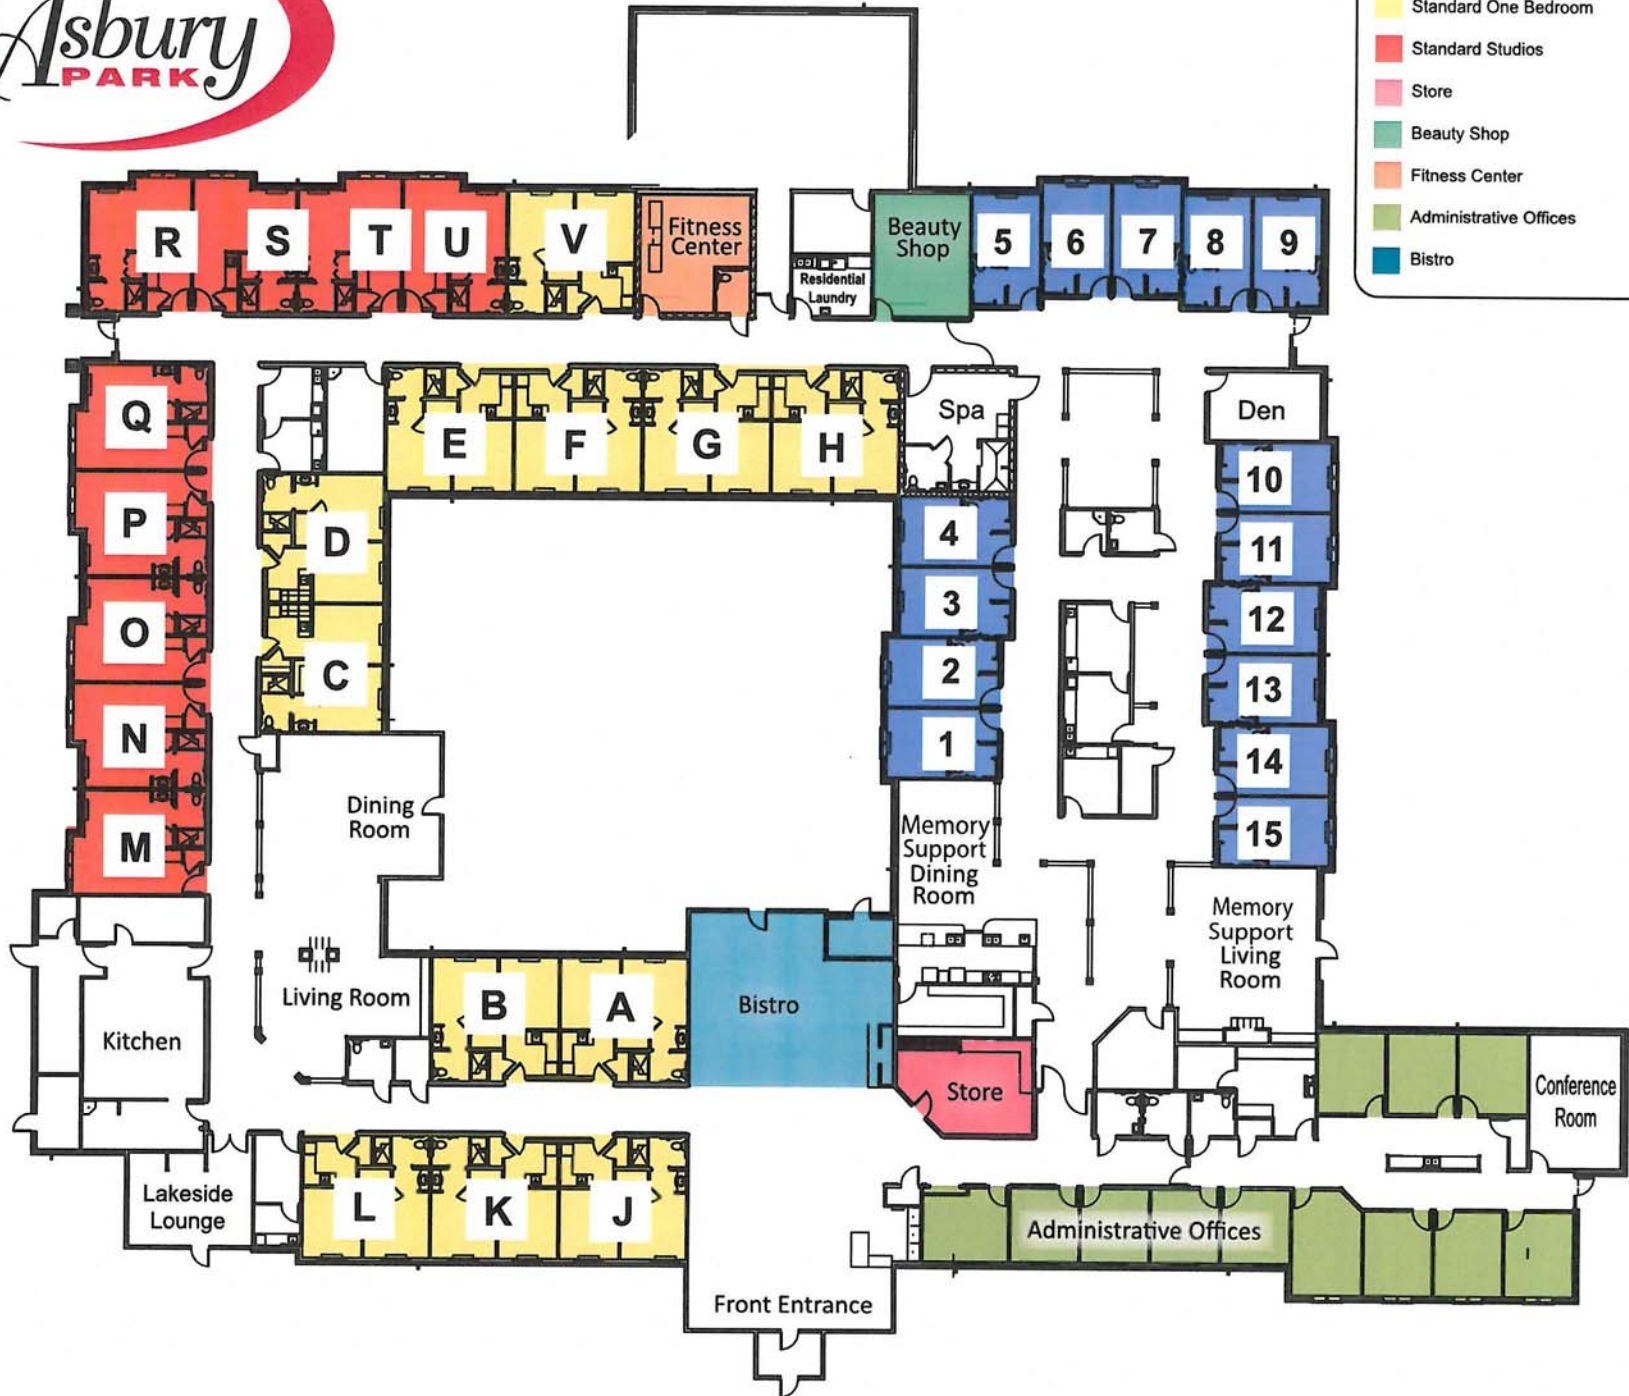 Asbury
PARK
Standard One Bedroom
Standard Studios
Store
Beauty Shop
Fitness Center
Administrative Offices
Bistro
R
S
T
U
V
Fitness
Center
Residential
Laundry
Beauty
Shop
5
6
7
8
9
Q
P
O
N
M
E
F
G
H
Spa
Den
D
C
4
3
2
1
10
11
12
13
14
15
Dining
Room
Memory
Support
Dining
Room
Memory
Support
Living
Room
Living Room
Kitchen
B
A
Bistro
Store
Conference
Room
Lakeside
Lounge
L
K
J
Administrative Offices
Front Entrance